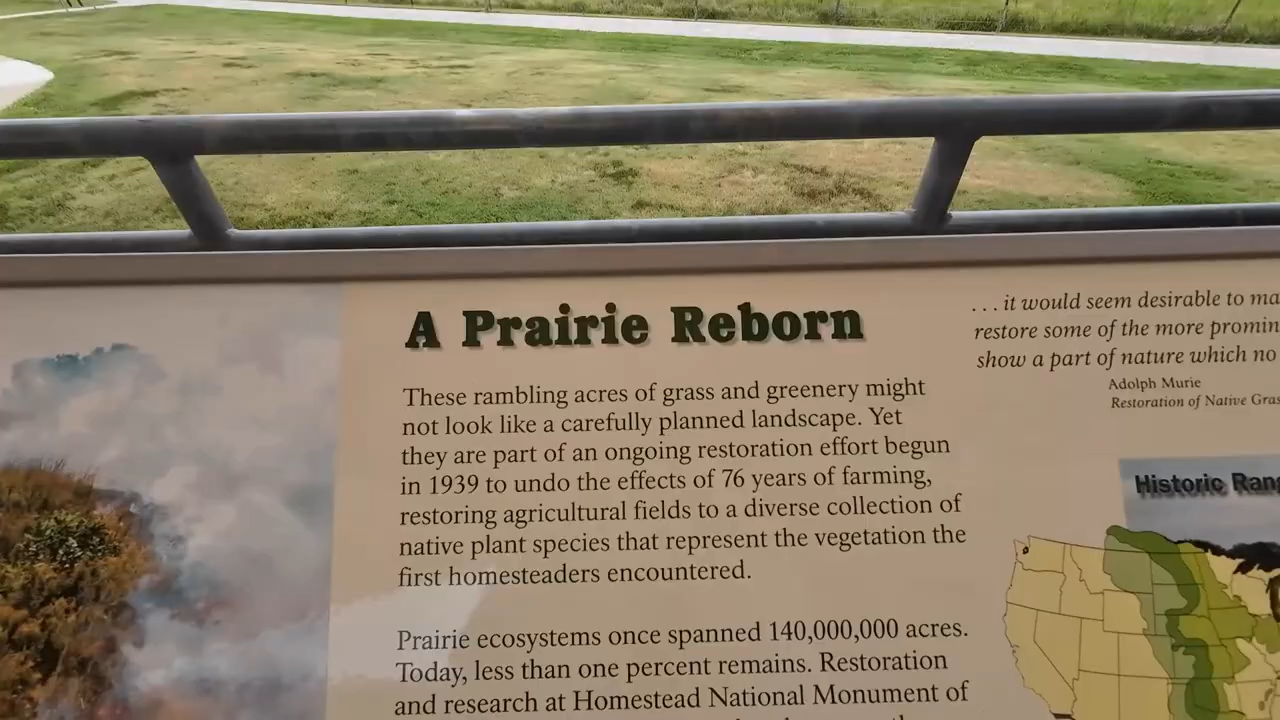 A Prairie Reborn
These rambling acres of grass and greenery might
not look like a carefully planned landscape. Yet
they are part of an ongoing restoration effort begun
in 1939 to undo the effects of 76 years of farming,
restoring agricultural fields to a diverse collection of
native plant species that represent the vegetation the
first homesteaders encountered.
Prairie ecosystems once spanned 140,000,000 acres.
Today, less than one percent remains. Restoration
and research at Homestead National Monument of
. . . it would seem desirable to
restore some of the more
show a part of nature which no
Adolph Murie
Restoration of Native
Historic